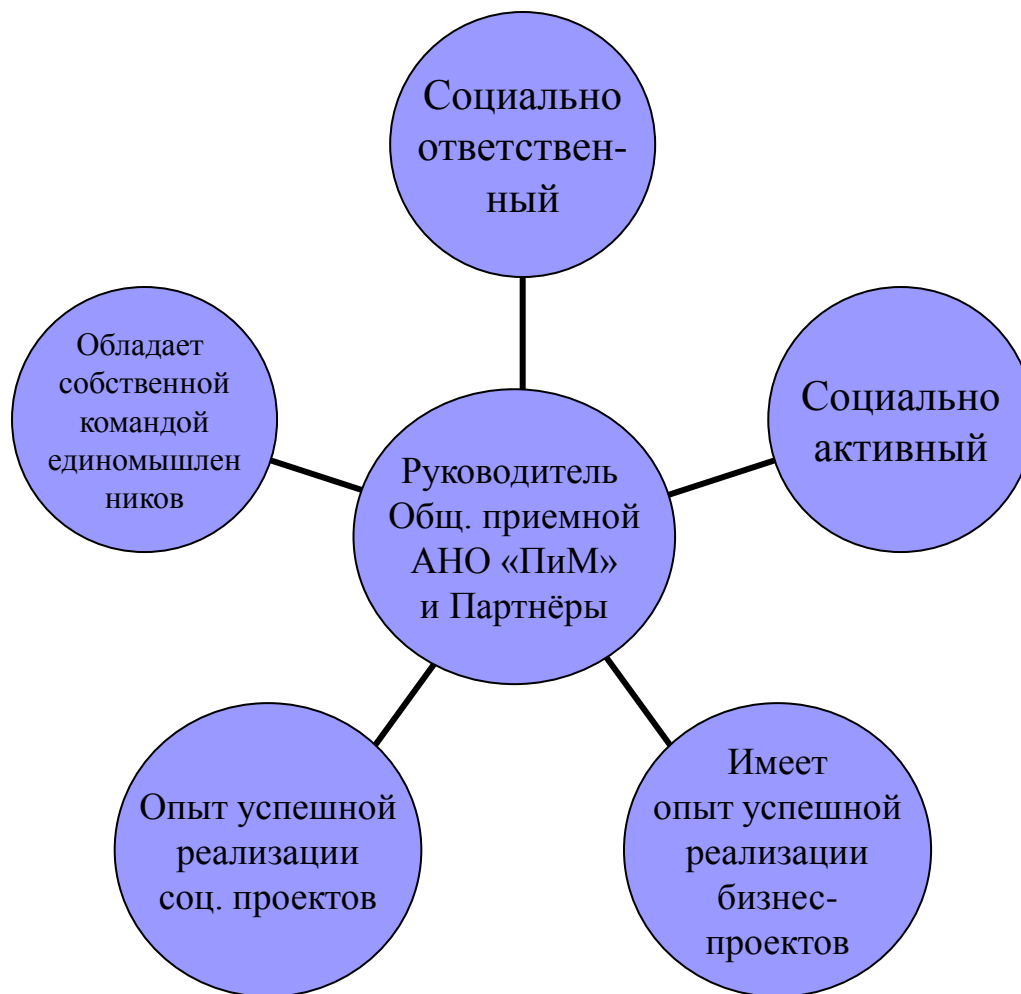 Социально
ответствен-
ный
Обладает
собственной
командой
единомышлен
ников
Социально
активный
Руководитель
Общ. приемной
АНО «ПиМ»
и Партнёры
Опыт успешной
реализации
соц. проектов
Имеет
опыт успешной
реализации
бизнес-
проектов